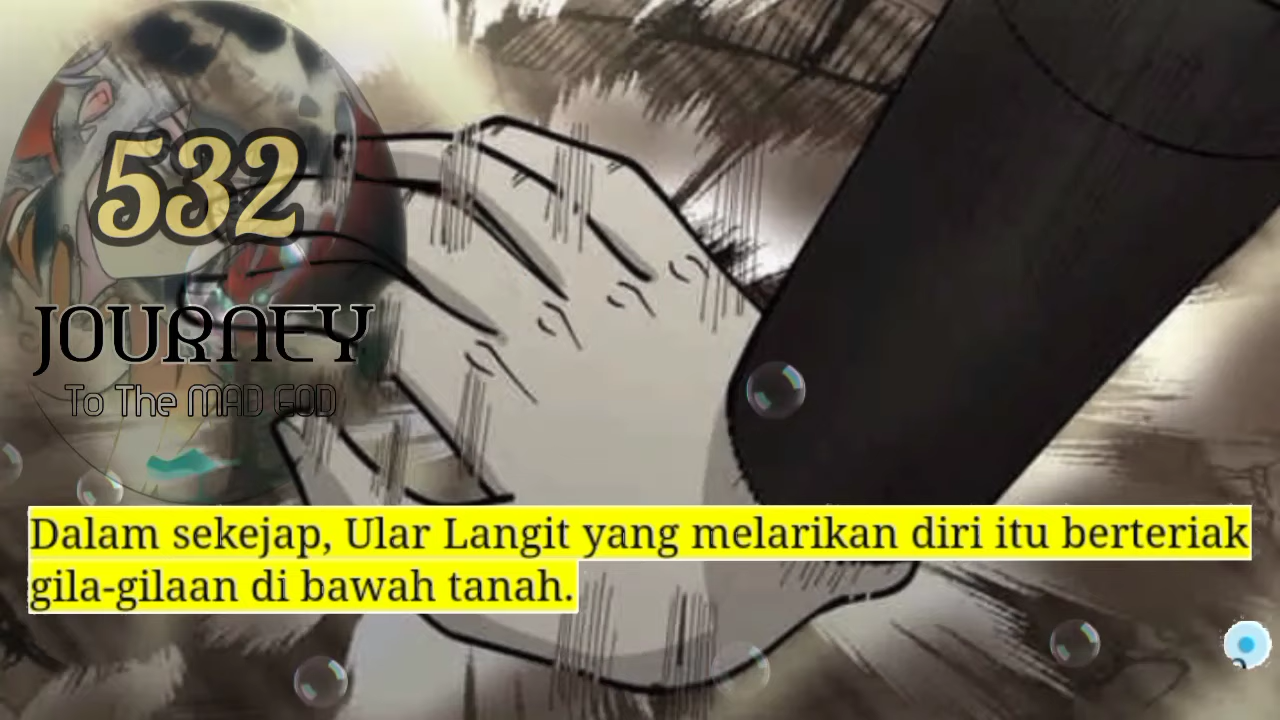 532
JOURNEY
To The MAD GOD
Dalam sekejap, Ular Langit yang melarikan diri itu berteriak
gila-gilaan di bawah tanah.